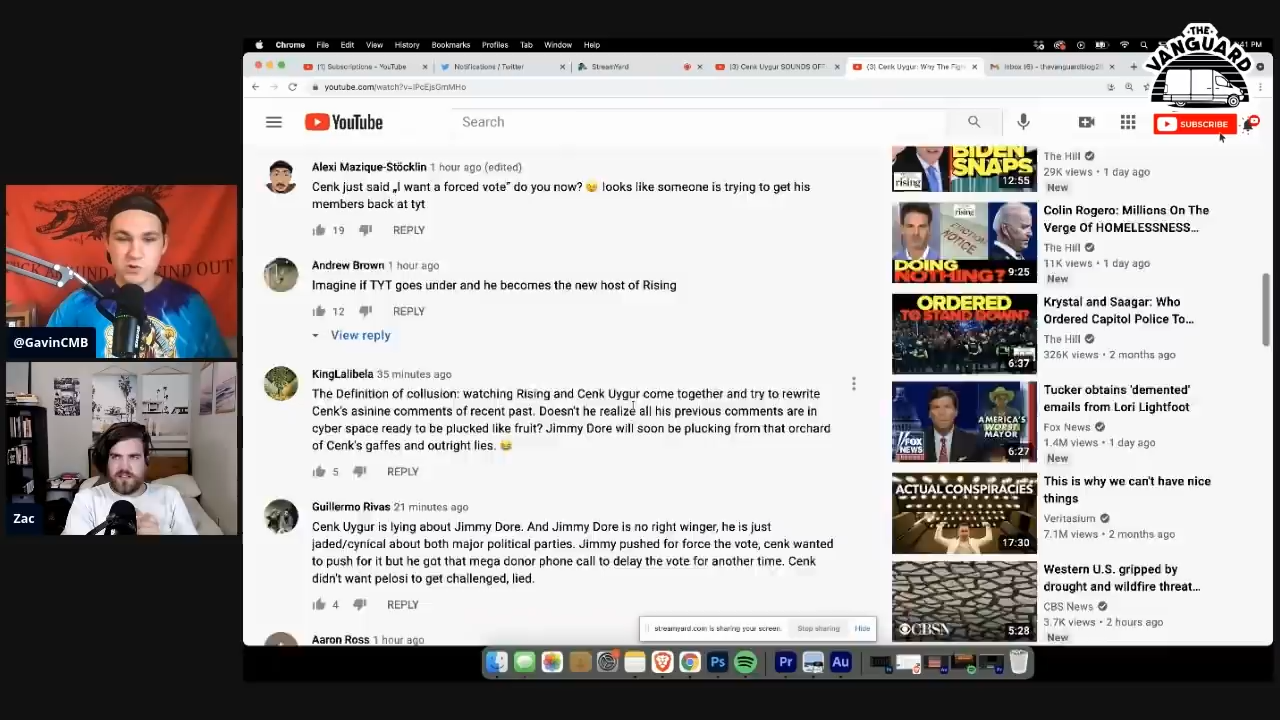 THE
VANGUARD
Chrome File Edit View History Bookmarks Profiles Tab Window Help
(1) Subscriptions - YouTube
Notifications / Twitter
StreamYard
(3) Cenk Uygur SOUNDS OFF
(3) Cenk Uygur: Why The Figh
Inbox (6) - thevanguardblog2
youtube.com/watch?v=
YouTube
Search
SUBSCRIBE
Alexi Mazique-Stöcklin 1 hour ago (edited)
Cenk just said „I want a forced vote" do you now? 😉 looks like someone is trying to get his
members back at tyt
19 REPLY
Andrew Brown 1 hour ago
Imagine if TYT goes under and he becomes the new host of Rising
12 REPLY
View reply
KingLalibela 35 minutes ago
The Definition of collusion: watching Rising and Cenk Uygur come together and try to rewrite
Cenk's asinine comments of recent past. Doesn't he realize all his previous comments are in
cyber space ready to be plucked like fruit? Jimmy Dore will soon be plucking from that orchard
of Cenk's gaffes and outright lies. 😂
5 REPLY
Guillermo Rivas 21 minutes ago
Cenk Uygur is lying about Jimmy Dore. And Jimmy Dore is no right winger, he is just
jaded/cynical about both major political parties. Jimmy pushed for force the vote, cenk wanted
to push for it but he got that mega donor phone call to delay the vote for another time. Cenk
didn't want pelosi to get challenged, lied.
4 REPLY
Aaron Ross 1 hour ago
streamyard.com is sharing your screen.
Stop sharing
Hide
BIDEN
SNAPS
rising
12:55
The Hill
29K views • 1 day ago
New
rising
EVICTION
NOTICE
DOING
NOTHING?
9:25
Colin Rogero: Millions On The
Verge Of HOMELESSNESS...
The Hill
11K views • 1 day ago
New
ORDERED
TO STAND DOWN?
6:37
Krystal and Saagar: Who
Ordered Capitol Police To...
The Hill
326K views • 2 months ago
AMERICA'S
WORST
MAYOR
FOX
NEWS
6:27
Tucker obtains 'demented'
emails from Lori Lightfoot
Fox News
1.4M views • 1 day ago
New
ACTUAL CONSPIRACIES
17:30
This is why we can't have nice
things
Veritasium
7.1M views • 2 months ago
CBSN
5:28
Western U.S. gripped by
drought and wildfire threat...
CBS News
3.7K views • 2 hours ago
New
@GavinCMB
Zac
Ps
Pr
Au